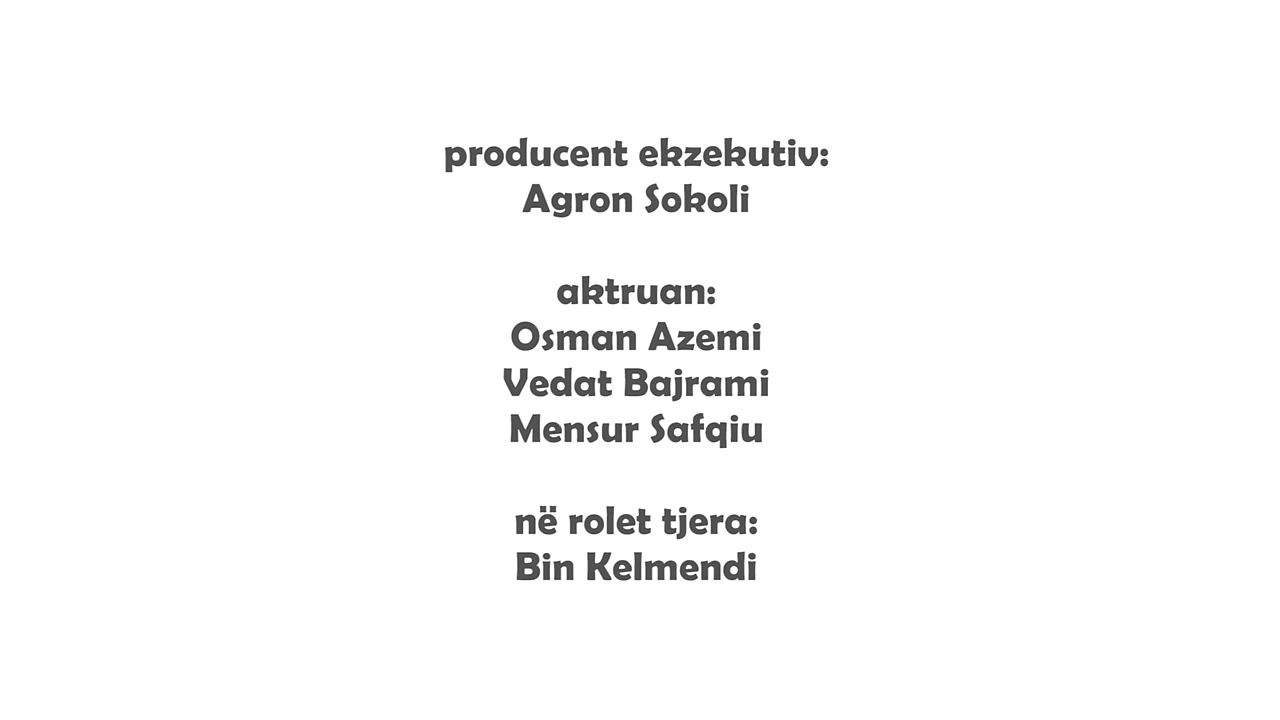 producent ekzekutiv:
Agron Sokoli
aktruan:
Osman Azemi
Vedat Bajrami
Mensur Safqiu
në rolet tjera:
Bin Kelmendi